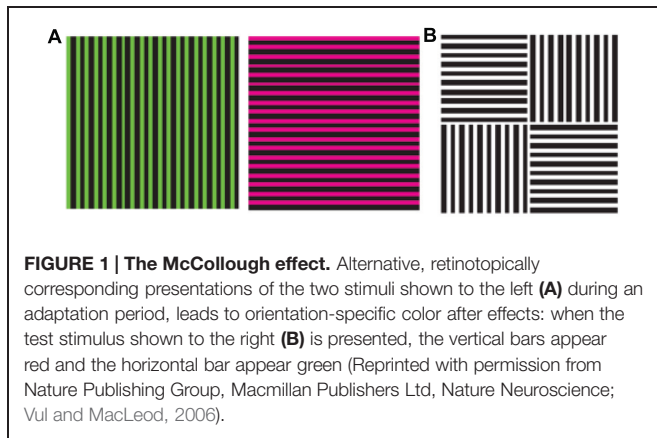 A
B
FIGURE 1 | The McCollough effect. Alternative, retinotopically
corresponding presentations of the two stimuli shown to the left (A) during an
adaptation period, leads to orientation-specific color after effects: when the
test stimulus shown to the right (B) is presented, the vertical bars appear
red and the horizontal bar appear green (Reprinted with permission from
Nature Publishing Group, Macmillan Publishers Ltd, Nature Neuroscience;
Vul and MacLeod, 2006).